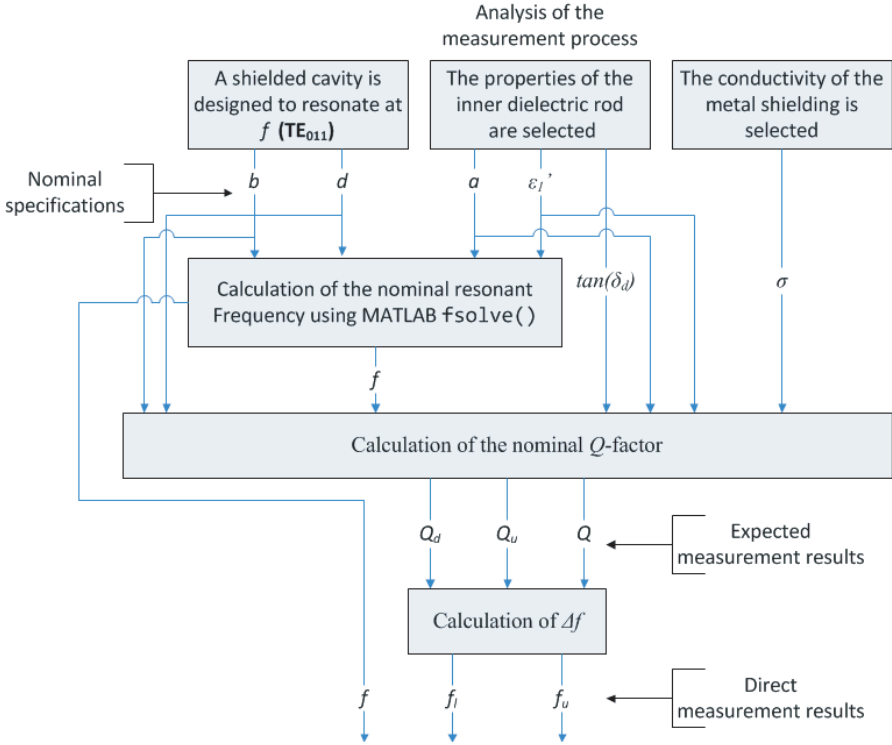 Analysis of the
measurement process
A shielded cavity is
designed to resonate at
f (TE011)
The properties of the
inner dielectric rod
are selected
The conductivity of the
metal shielding is
selected
Nominal
specifications
b
d
a
ε1'
Calculation of the nominal resonant
Frequency using MATLAB fsolve()
tan(δd)
σ
f
Calculation of the nominal Q-factor
Qd
Qu
Q
Expected
measurement results
Calculation of Δf
f
fl
fu
Direct
measurement results